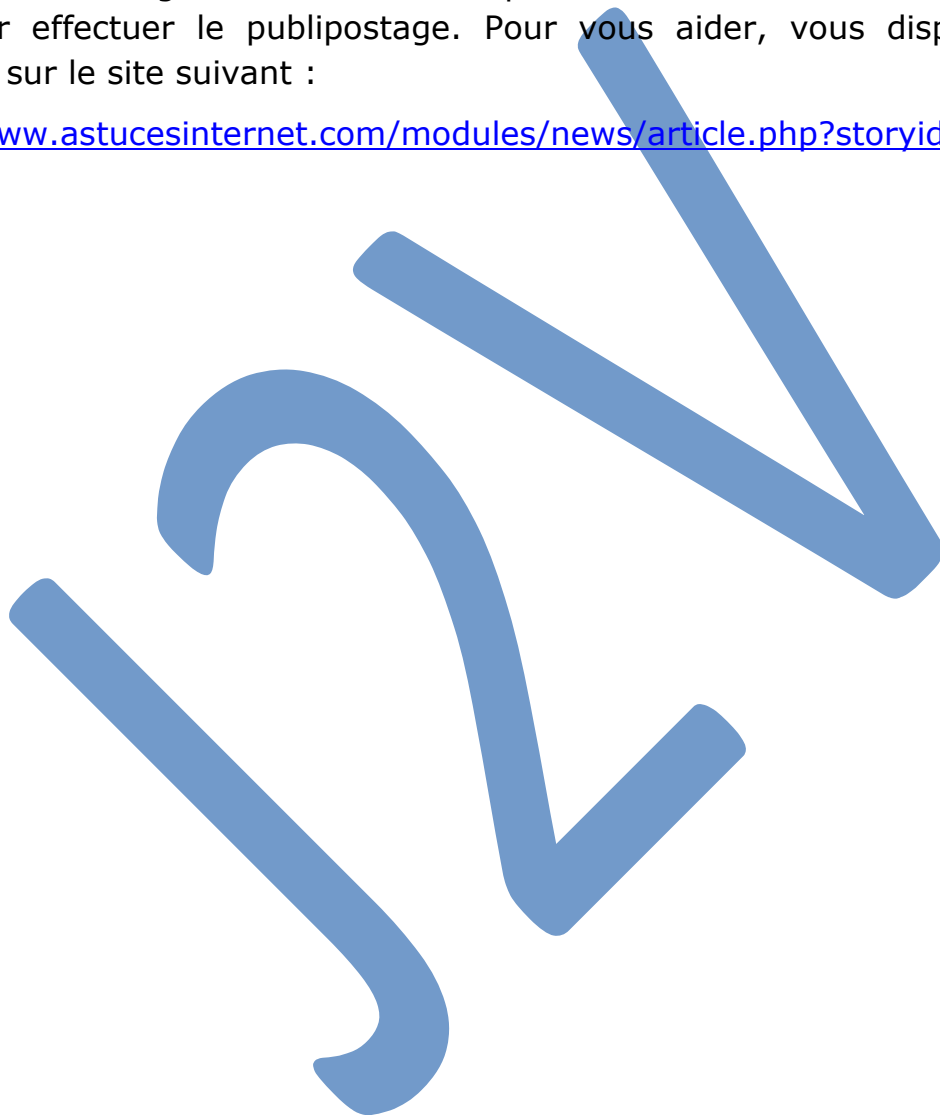 r effectuer le publipostage. Pour vous aider, vous disp
sur le site suivant :
ww.astucesinternet.com/modules/news/article.php?storyid
J2V